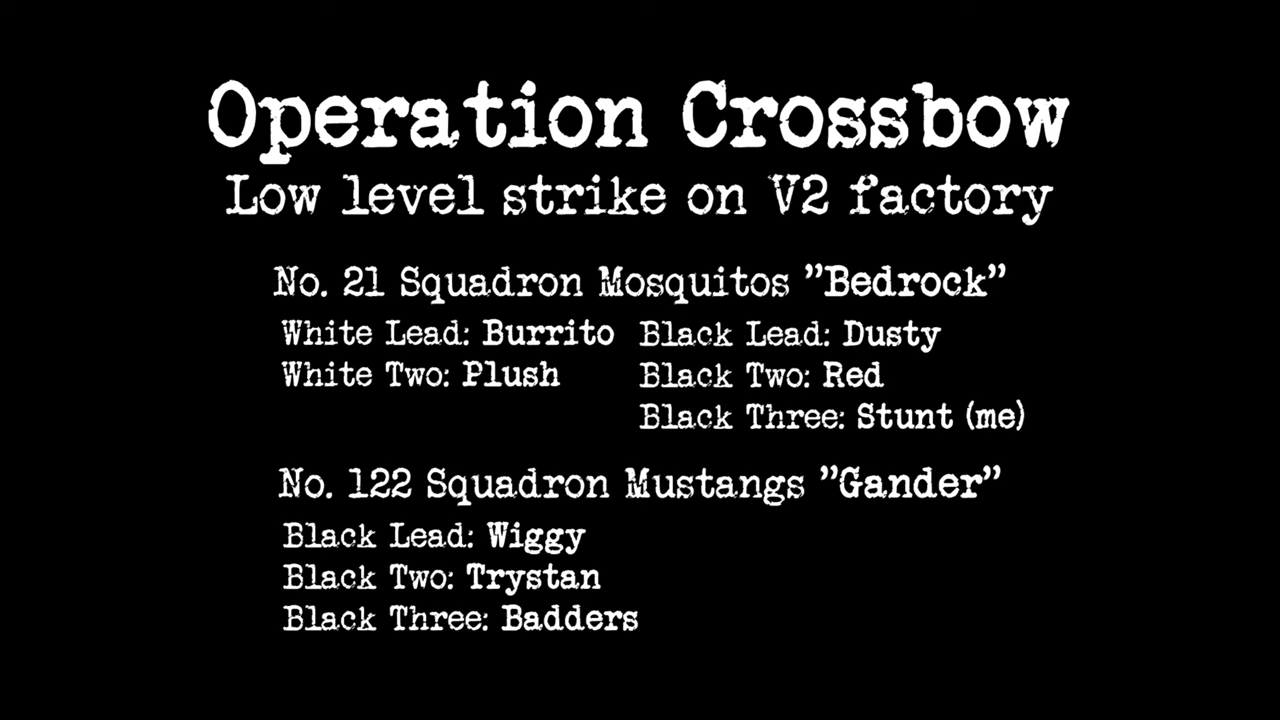 Operation Crossbow
Low level strike on V2 factory
No. 21 Squadron Mosquitos ”Bedrock”
White Lead: Burrito
White Two: Plush
Black Lead: Dusty
Black Two: Red
Black Three: Stunt (me)
No. 122 Squadron Mustangs ”Gander”
Black Lead: Wiggy
Black Two: Trystan
Black Three: Badders